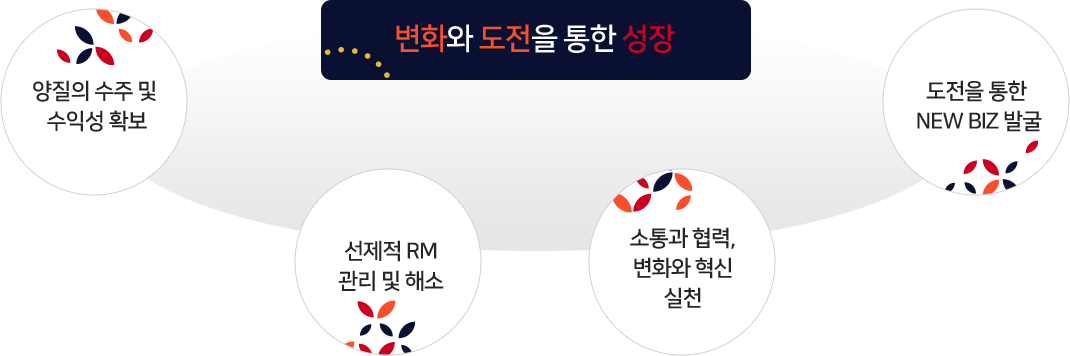 변화와 도전을 통한 성장
양질의 수주 및
수익성 확보
선제적 RM
관리 및 해소
소통과 협력,
변화와 혁신
실천
도전을 통한
NEW BIZ 발굴